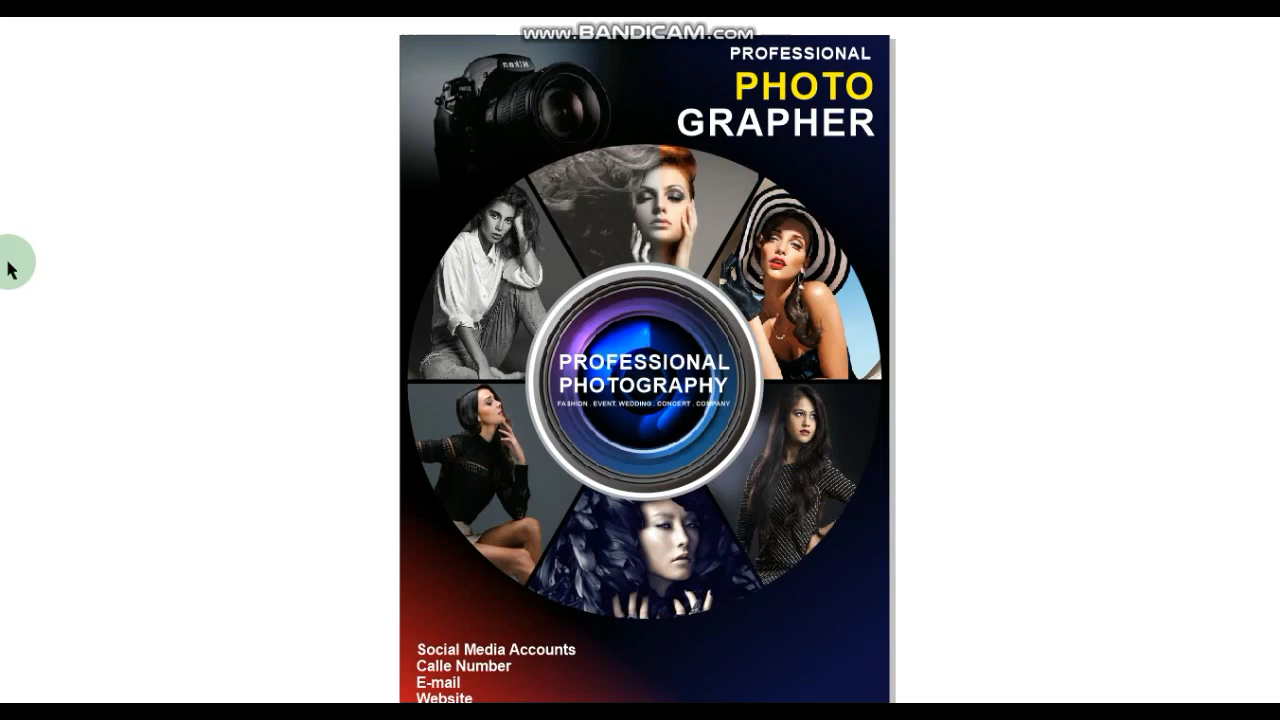 www.BANDICAM.com
PROFESSIONAL
PHOTO
GRAPHER
Nikon
PROFESSIONAL
PHOTOGRAPHY
FASHION . EVENT. WEDDING . CONCERT . COMPANY
Social Media Accounts
Calle Number
E-mail
Website